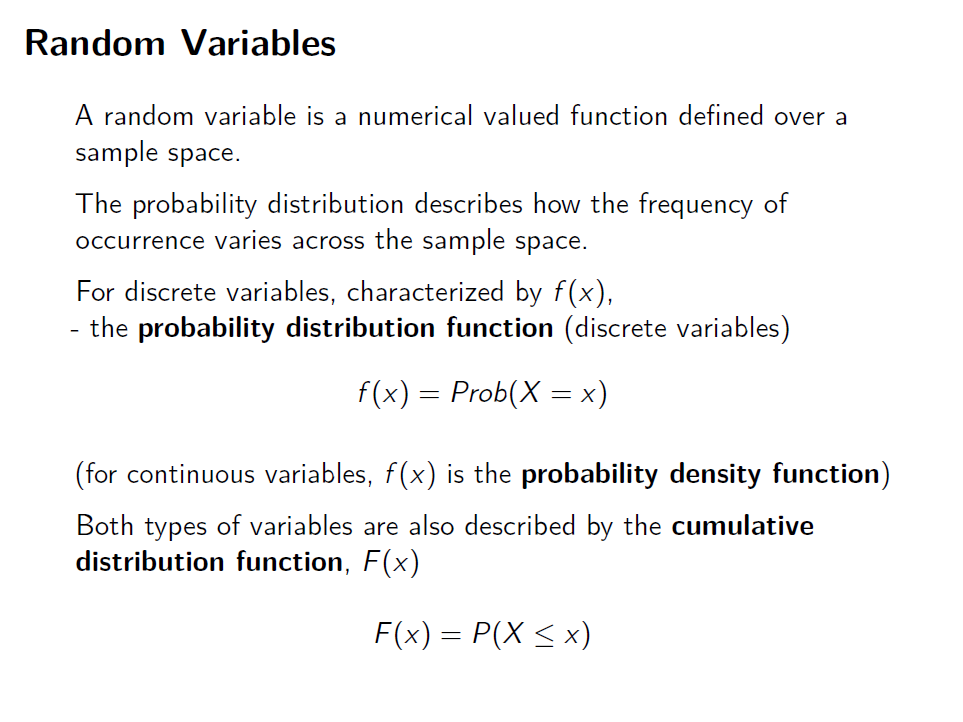 Random Variables
A random variable is a numerical valued function defined over a
sample space.
The probability distribution describes how the frequency of
occurrence varies across the sample space.
For discrete variables, characterized by f(x),
- the probability distribution function (discrete variables)
f(x) = Prob(X = x)
(for continuous variables, f(x) is the probability density function)
Both types of variables are also described by the cumulative
distribution function, F(x)
F(x) = P(X ≤ x)